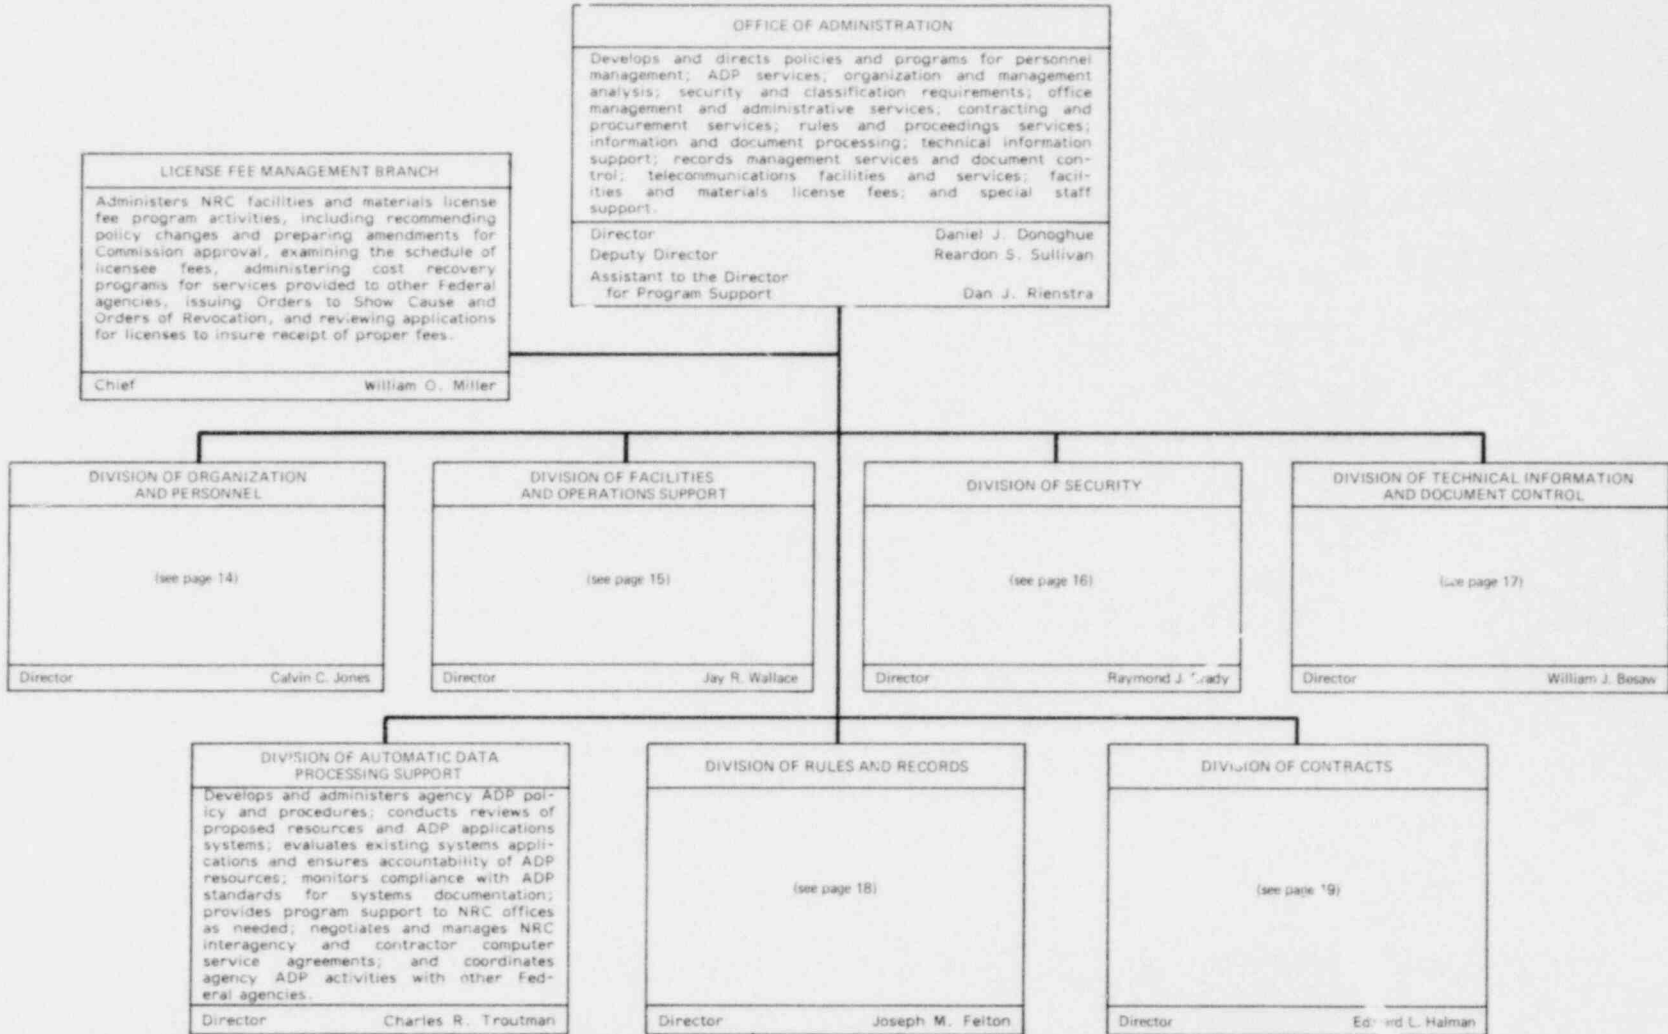 OFFICE OF ADMINISTRATION
Develops and directs policies and programs for personnel
management; ADP services; organization and management
analysis; security and classification requirements; office
management and administrative services; contracting and
procurement services; rules and proceedings services;
information and document processing; technical information
support; records management services and document con-
trol; telecommunications facilities and services; facil-
ities and materials license fees; and special staff
support.
Director Daniel J. Donoghue
Deputy Director Reardon S. Sullivan
Assistant to the Director
for Program Support Dan J. Rienstra
LICENSE FEE MANAGEMENT BRANCH
Administers NRC facilities and materials license
fee program activities, including recommending
policy changes and preparing amendments for
Commission approval, examining the schedule of
licensee fees, administering cost recovery
programs for services provided to other Federal
agencies, issuing Orders to Show Cause and
Orders of Revocation, and reviewing applications
for licenses to insure receipt of proper fees.
Chief William O. Miller
DIVISION OF ORGANIZATION
AND PERSONNEL
(see page 14)
Director Calvin C. Jones
DIVISION OF FACILITIES
AND OPERATIONS SUPPORT
(see page 15)
Director Jay R. Wallace
DIVISION OF SECURITY
(see page 16)
Director Raymond J.
DIVISION OF TECHNICAL INFORMATION
AND DOCUMENT CONTROL
(see page 17)
Director William J. Besaw
DIVISION OF AUTOMATIC DATA
PROCESSING SUPPORT
Develops and administers agency ADP pol-
icy and procedures; conducts reviews of
proposed resources and ADP applications
systems; evaluates existing systems appli-
cations and ensures accountability of ADP
resources; monitors compliance with ADP
standards for systems documentation;
provides program support to NRC offices
as needed; negotiates and manages NRC
interagency and contractor computer
service agreements; and coordinates
agency ADP activities with other Fed-
eral agencies.
Director Charles R. Troutman
DIVISION OF RULES AND RECORDS
(see page 18)
Director Joseph M. Felton
DIVISION OF CONTRACTS
(see page 19)
Director Edward L. Halman